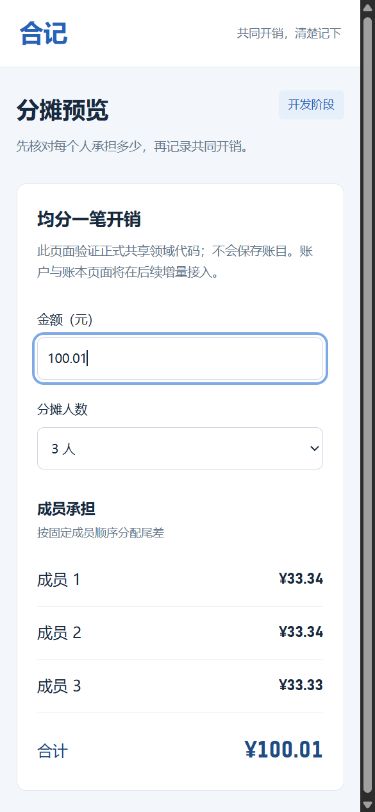 合记
共同开销，清楚记下
分摊预览
开发阶段
先核对每个人承担多少，再记录共同开销。
均分一笔开销
此页面验证正式共享领域代码；不会保存账目。账
户与账本页面将在后续增量接入。
金额（元）
100.01
分摊人数
3 人
成员承担
按固定成员顺序分配尾差
成员 1
¥33.34
成员 2
¥33.34
成员 3
¥33.33
合计
¥100.01